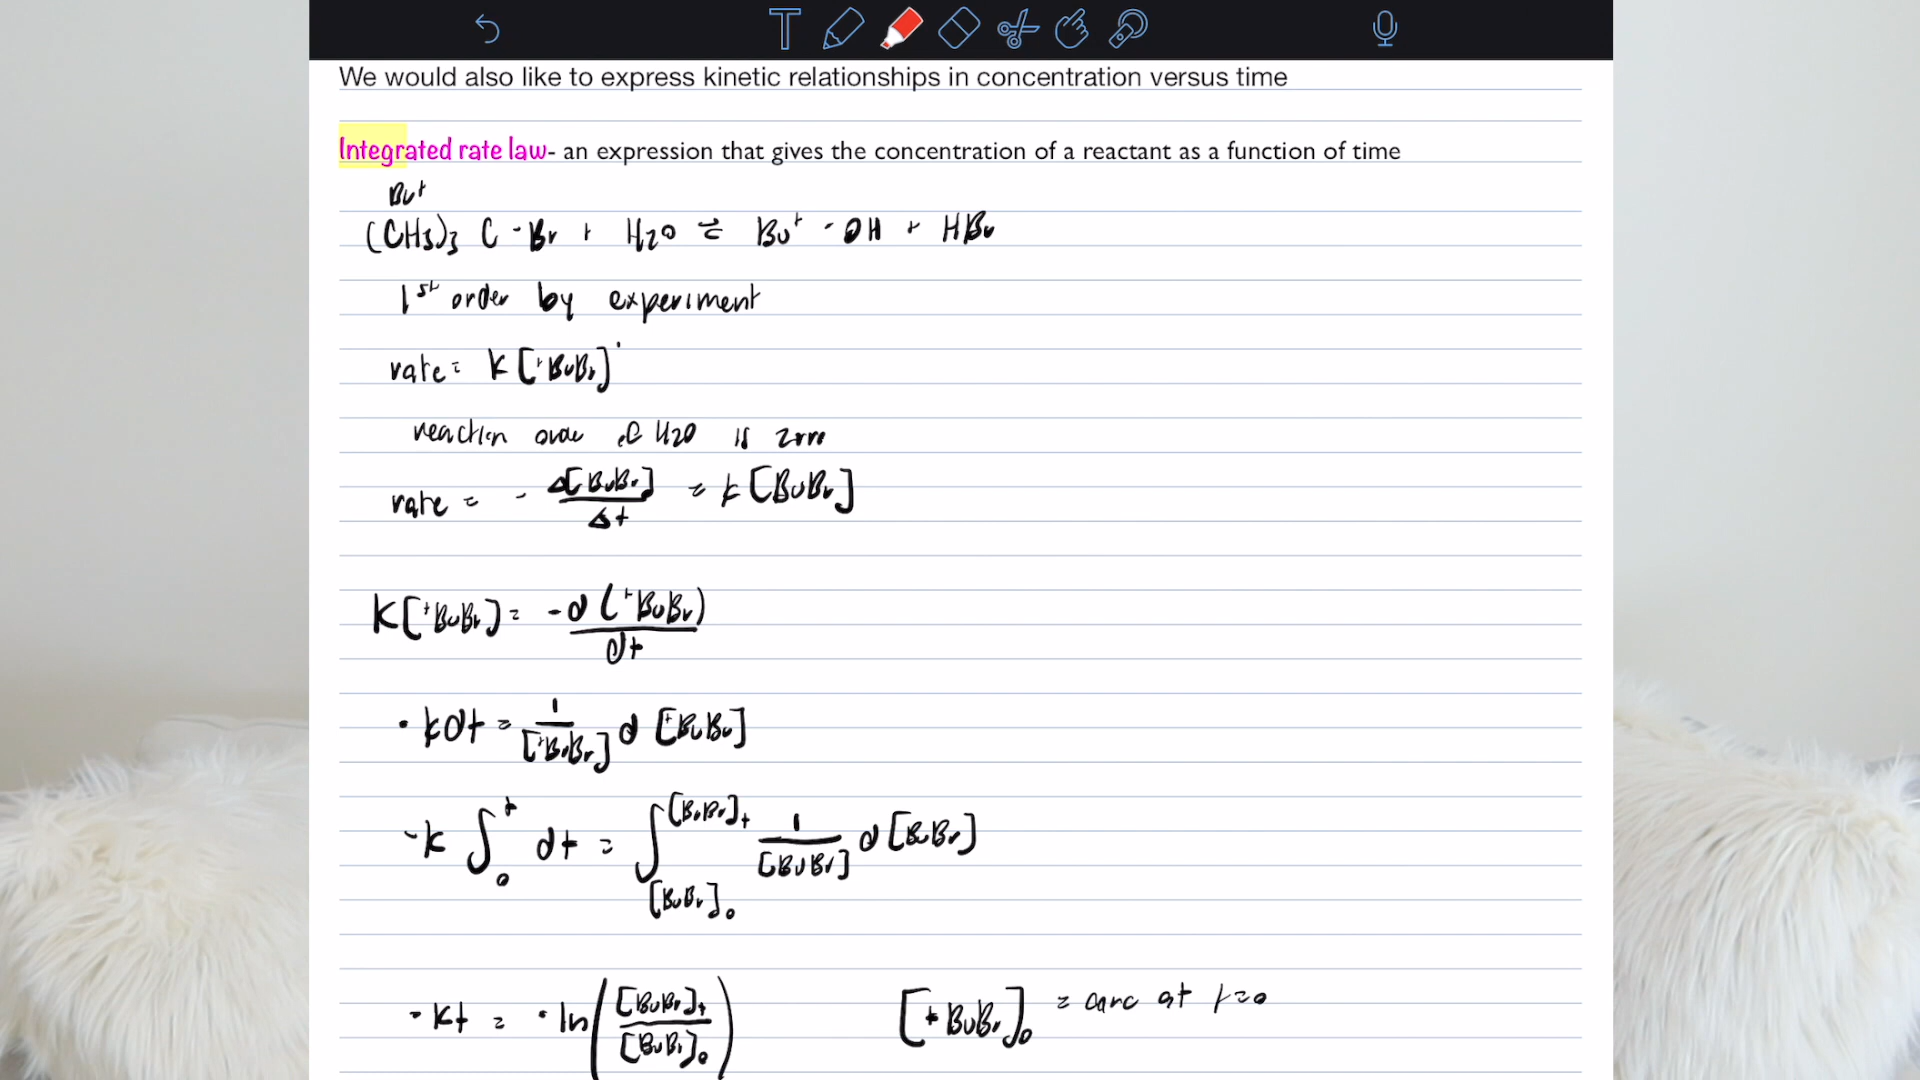 We would also like to express kinetic relationships in concentration versus time
Integrated rate law- an expression that gives the concentration of a reactant as a function of time
But
(CH3)3 C - Br + H2O ⇌ But - OH + HBr
1st order by experiment
rate = k [tBuBr]'
reaction order of H2O is zero
rate = - Δ[BuBr] / Δt = k [BuBr]
K[tBuBr] = -d (tBuBr) / dt
- kdt = 1 / [tBuBr] d [tBuBr]
-k ∫0^t dt = ∫[BuBr]0^[BuBr]t 1 / [BuBr] d [BuBr]
- kt = - ln ( [BuBr]t / [BuBr]0 ) [tBuBr]0 = conc at t=0